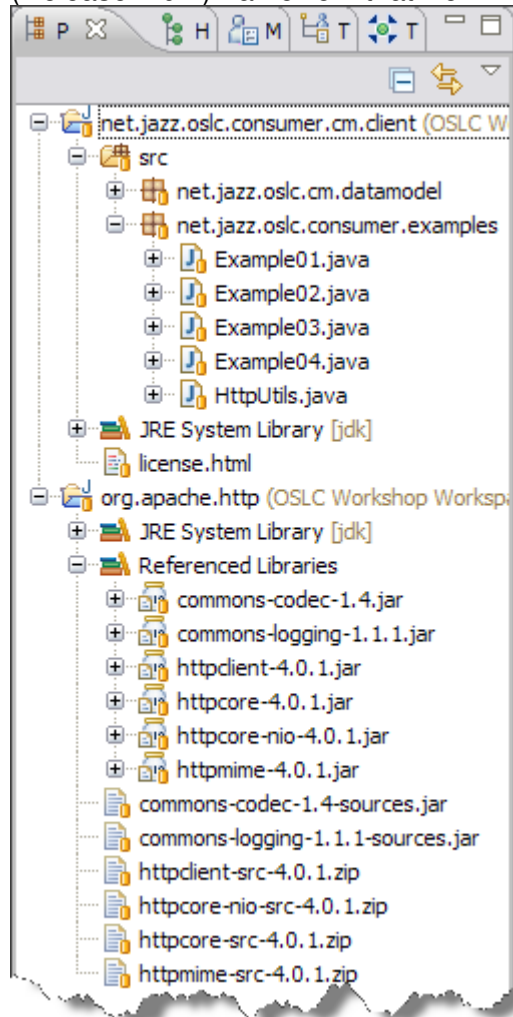 P H M T T
net.jazz.oslc.consumer.cm.client (OSLC W
src
net.jazz.oslc.cm.datamodel
net.jazz.oslc.consumer.examples
Example01.java
Example02.java
Example03.java
Example04.java
HttpUtils.java
JRE System Library [jdk]
license.html
org.apache.http (OSLC Workshop Workspa
JRE System Library [jdk]
Referenced Libraries
commons-codec-1.4.jar
commons-logging-1.1.1.jar
httpclient-4.0.1.jar
httpcore-4.0.1.jar
httpcore-nio-4.0.1.jar
httpmime-4.0.1.jar
commons-codec-1.4-sources.jar
commons-logging-1.1.1-sources.jar
httpclient-src-4.0.1.zip
httpcore-nio-src-4.0.1.zip
httpcore-src-4.0.1.zip
httpmime-src-4.0.1.zip